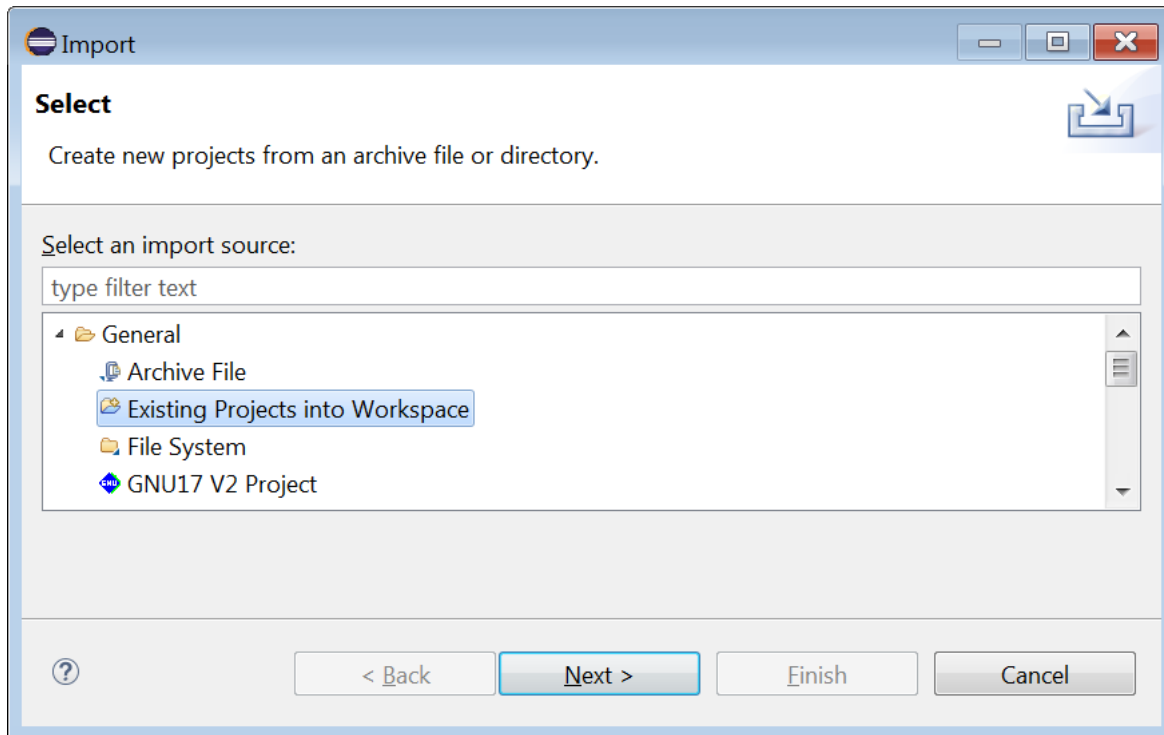 Import
Select
Create new projects from an archive file or directory.
Select an import source:
type filter text
General
Archive File
Existing Projects into Workspace
File System
GNU17 V2 Project
?
< Back
Next >
Finish
Cancel